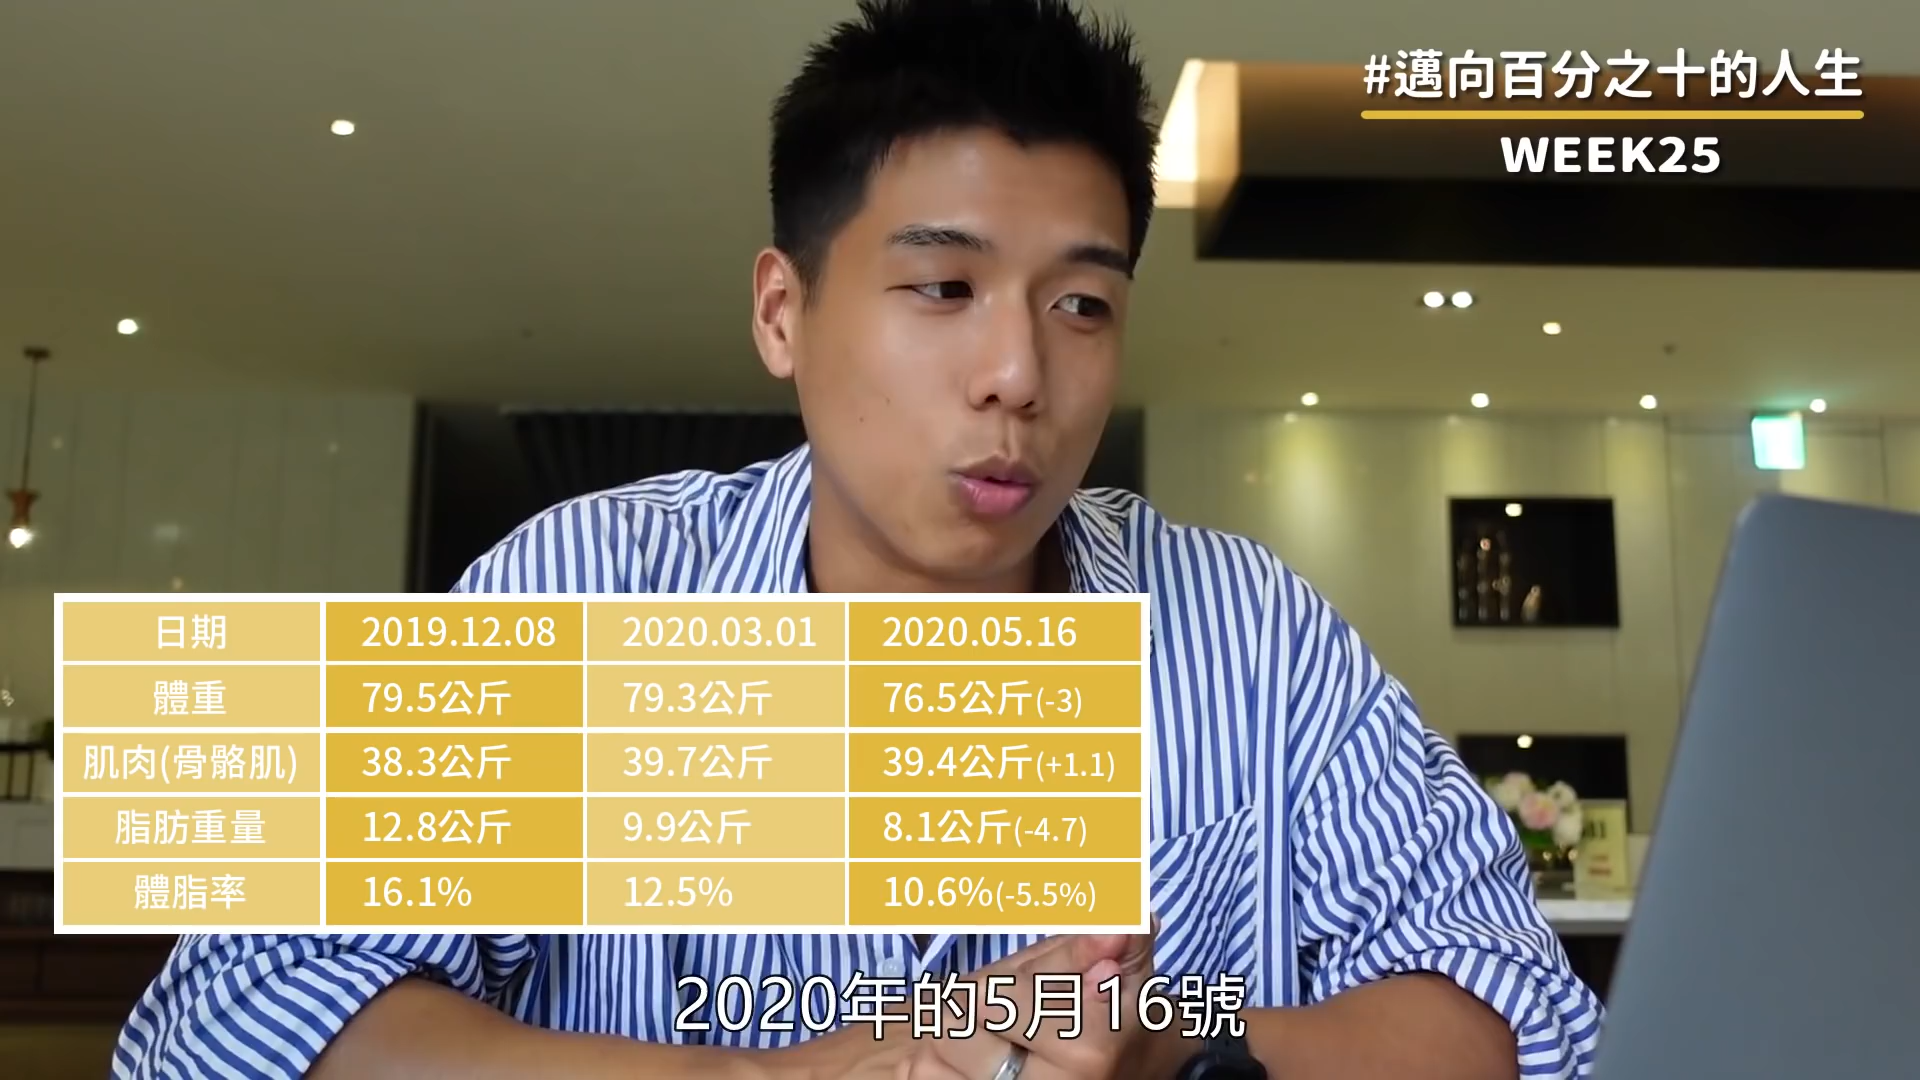 #邁向百分之十的人生
WEEK25
日期 2019.12.08 2020.03.01 2020.05.16
體重 79.5公斤 79.3公斤 76.5公斤(-3)
肌肉(骨骼肌) 38.3公斤 39.7公斤 39.4公斤(+1.1)
脂肪重量 12.8公斤 9.9公斤 8.1公斤(-4.7)
體脂率 16.1% 12.5% 10.6%(-5.5%)
2020年的5月16號